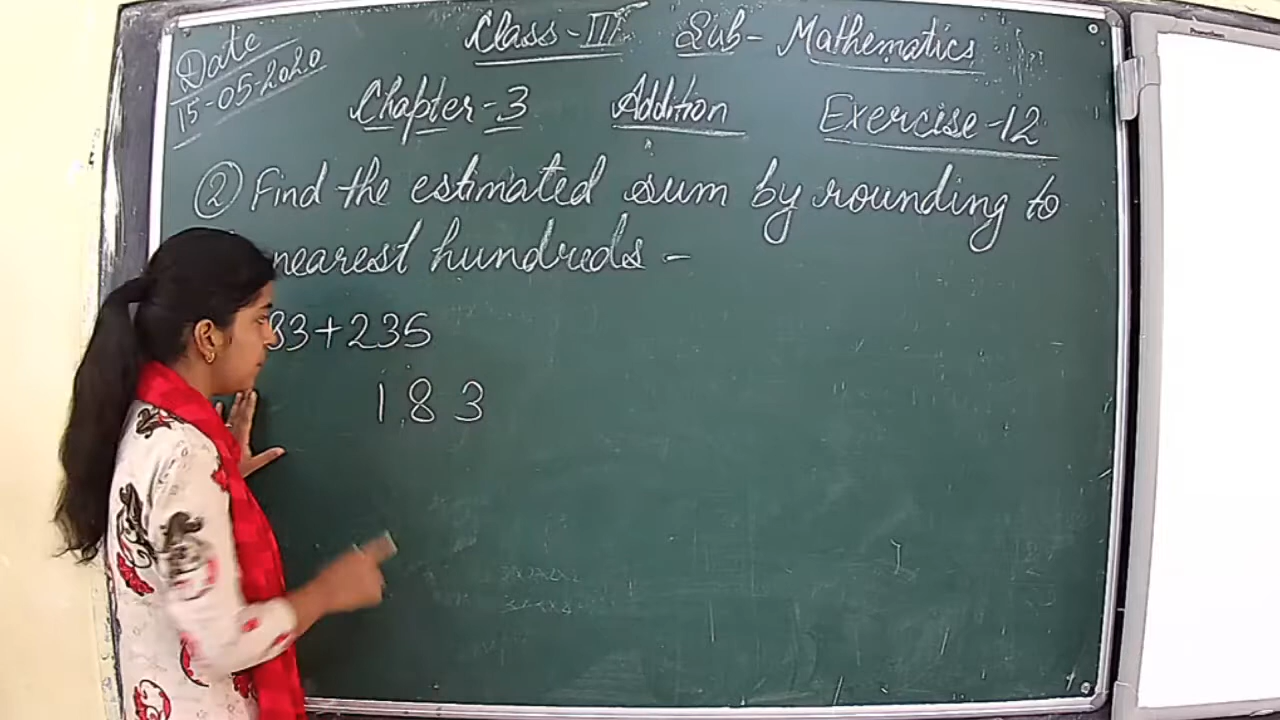 Date
15-05-2020
Class-III Sub- Mathematics
Chapter-3 Addition Exercise-12
② Find the estimated sum by rounding to
nearest hundreds -
83+235
183